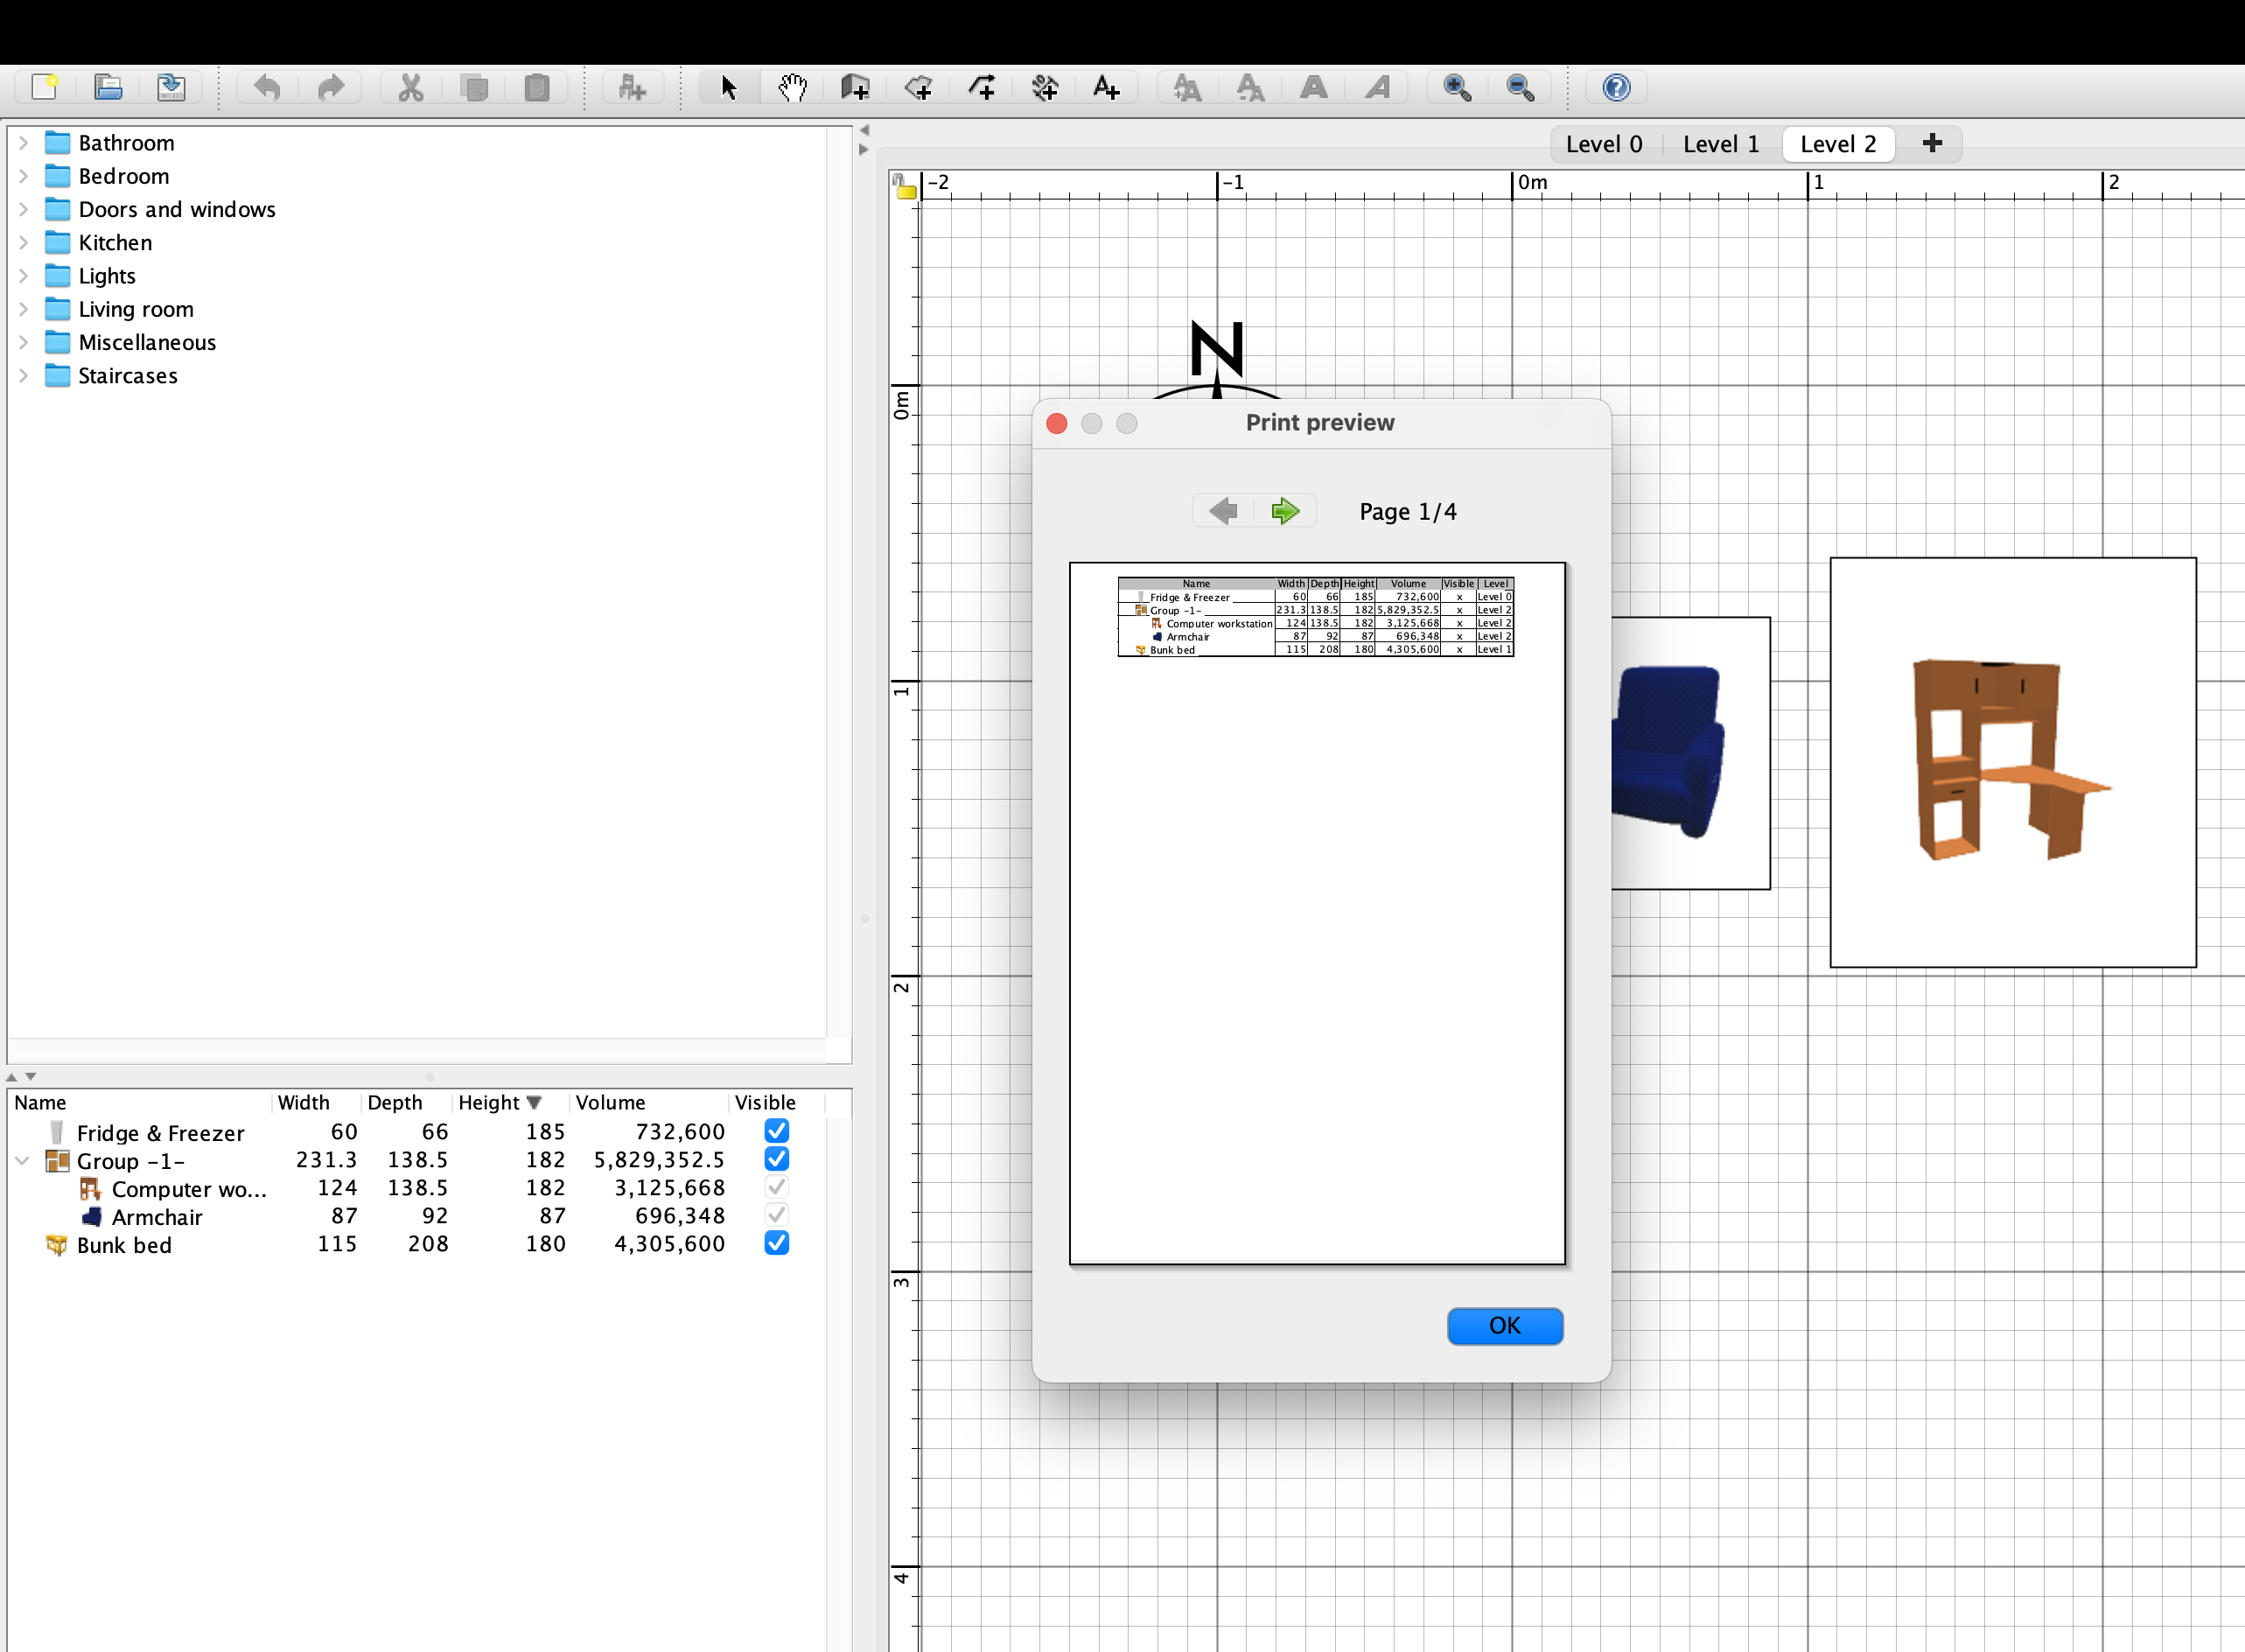 Bathroom
Bedroom
Doors and windows
Kitchen
Lights
Living room
Miscellaneous
Staircases
Name Width Depth Height Volume Visible
Fridge & Freezer 60 66 185 732,600
Group -1- 231.3 138.5 182 5,829,352.5
Computer wo... 124 138.5 182 3,125,668
Armchair 87 92 87 696,348
Bunk bed 115 208 180 4,305,600
Level 0 Level 1 Level 2
-2 -1 0m 1 2
0m
1
2
3
4
N
Print preview
Page 1/4
Name Width Depth Height Volume Visible Level
Fridge & Freezer 60 66 185 732,600 x Level 0
Group -1- 231.3 138.5 182 5,829,352.5 x Level 2
Computer workstation 124 138.5 182 3,125,668 x Level 2
Armchair 87 92 87 696,348 x Level 2
Bunk bed 115 208 180 4,305,600 x Level 1
OK